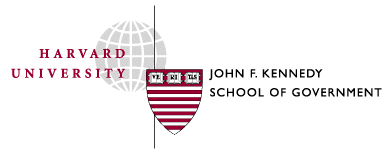 HARVARD
UNIVERSITY
VE RI TAS
JOHN F. KENNEDY
SCHOOL OF GOVERNMENT